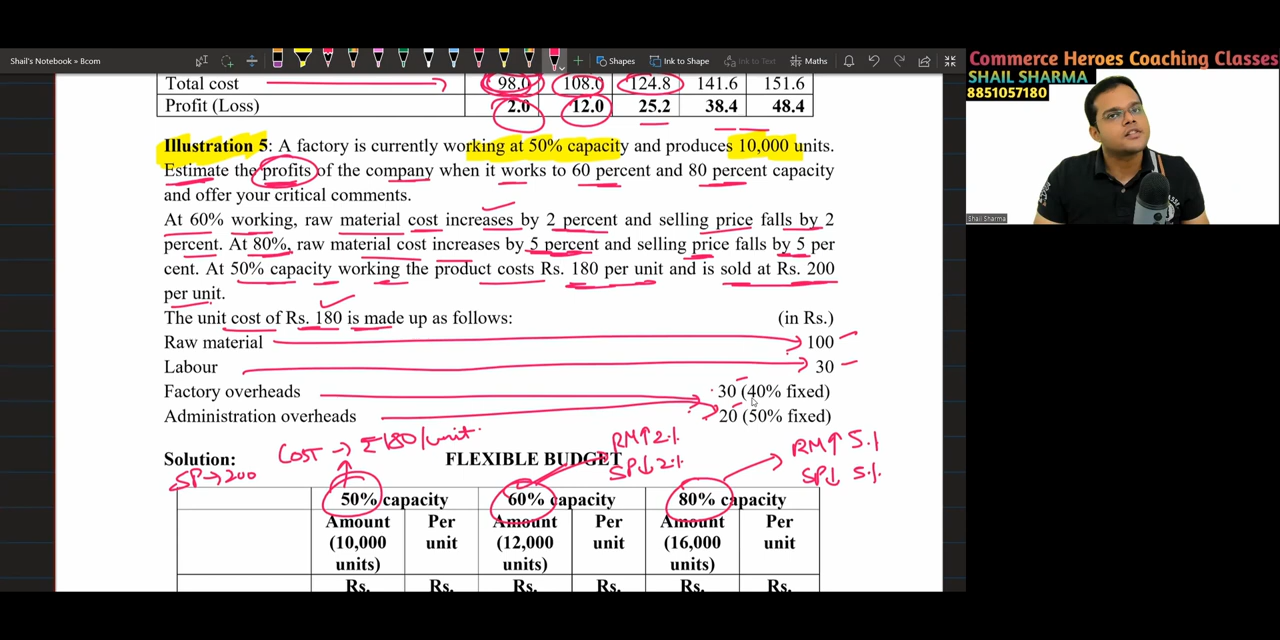 Shail's Notebook » Bcom
Shapes
Ink to Shape
Ink to Text
Maths
Commerce Heroes Coaching Classes
SHAIL SHARMA
8851057180
Shail Sharma
Total cost 98.0 108.0 124.8 141.6 151.6
Profit (Loss) 2.0 12.0 25.2 38.4 48.4
Illustration 5: A factory is currently working at 50% capacity and produces 10,000 units.
Estimate the profits of the company when it works to 60 percent and 80 percent capacity
and offer your critical comments.
At 60% working, raw material cost increases by 2 percent and selling price falls by 2
percent. At 80%, raw material cost increases by 5 percent and selling price falls by 5 per
cent. At 50% capacity working the product costs Rs. 180 per unit and is sold at Rs. 200
per unit.
The unit cost of Rs. 180 is made up as follows: (in Rs.)
Raw material 100
Labour 30
Factory overheads 30 (40% fixed)
Administration overheads 20 (50% fixed)
Cost → ₹180/unit.
RM↑2%
SP↓2%
RM↑5%
SP↓5%
Solution: FLEXIBLE BUDGET
SP→200
50% capacity 60% capacity 80% capacity
Amount Per Amount Per Amount Per
(10,000 unit (12,000 unit (16,000 unit
units) units) units)
Rs. Rs. Rs. Rs. Rs. Rs.